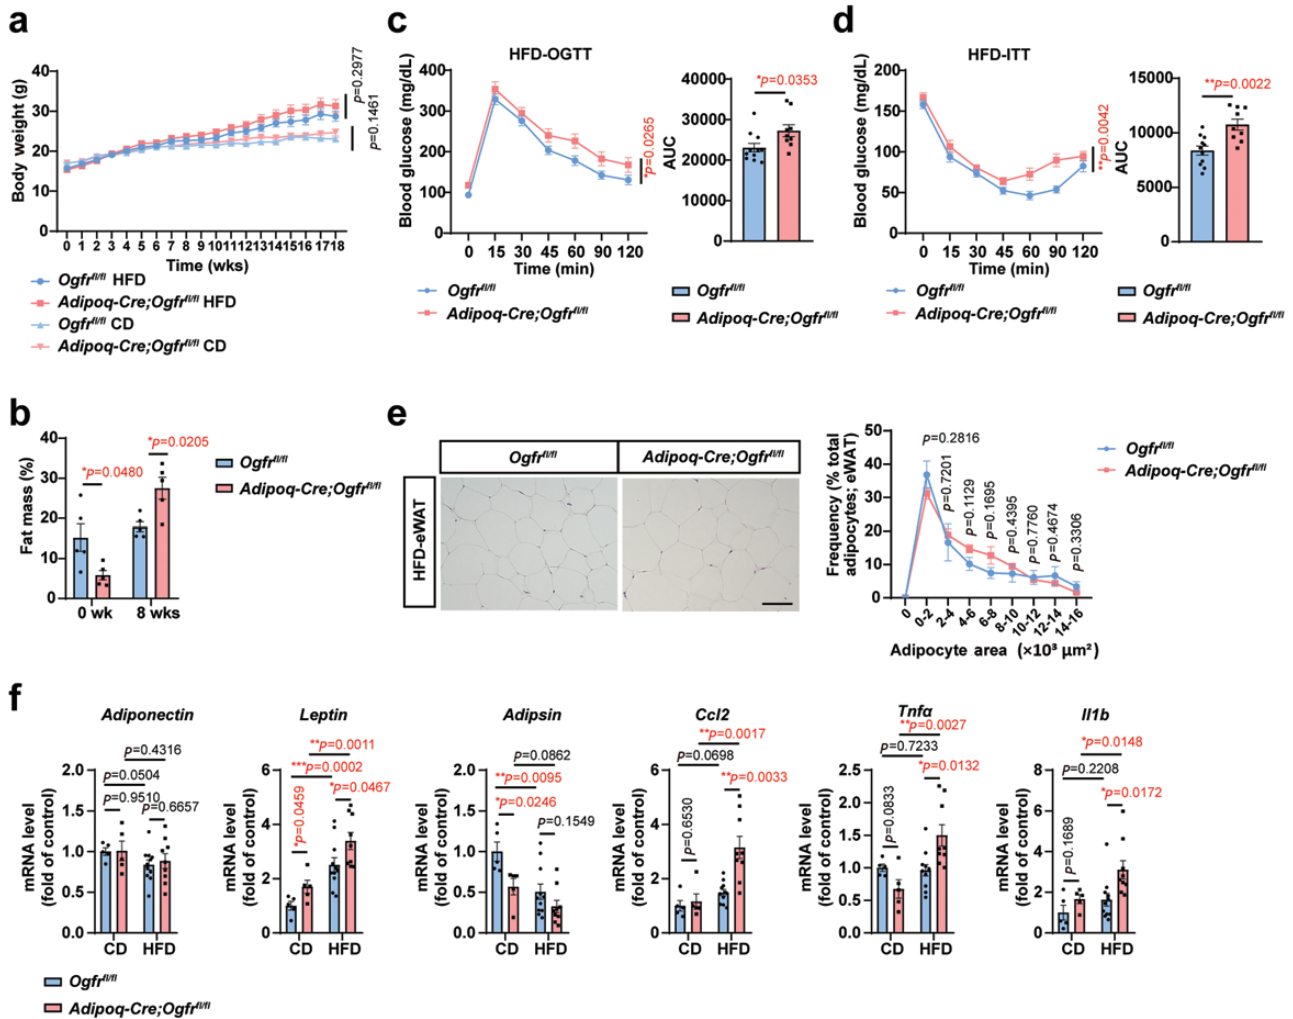 a
Body weight (g)
40
30
20
10
0
0 1 2 3 4 5 6 7 8 9 10 11 12 13 14 15 16 17 18
Time (wks)
p=0.2977
p=0.1461
Ogfrfl/fl HFD
Adipoq-Cre;Ogfrfl/fl HFD
Ogfrfl/fl CD
Adipoq-Cre;Ogfrfl/fl CD
c
HFD-OGTT
Blood glucose (mg/dL)
400
300
200
100
0
0 15 30 45 60 90 120
Time (min)
*p=0.0265
Ogfrfl/fl
Adipoq-Cre;Ogfrfl/fl
AUC
40000
30000
20000
10000
0
*p=0.0353
Ogfrfl/fl
Adipoq-Cre;Ogfrfl/fl
d
HFD-ITT
Blood glucose (mg/dL)
200
150
100
50
0
0 15 30 45 60 90 120
Time (min)
**p=0.0042
Ogfrfl/fl
Adipoq-Cre;Ogfrfl/fl
AUC
15000
10000
5000
0
**p=0.0022
Ogfrfl/fl
Adipoq-Cre;Ogfrfl/fl
b
Fat mass (%)
40
30
20
10
0
*p=0.0480
*p=0.0205
0 wk 8 wks
Ogfrfl/fl
Adipoq-Cre;Ogfrfl/fl
e
Ogfrfl/fl
Adipoq-Cre;Ogfrfl/fl
HFD-eWAT
Frequency (% total
adipocytes; eWAT)
50
40
30
20
10
0
p=0.2816
p=0.7201
p=0.1129
p=0.1695
p=0.4395
p=0.7760
p=0.4674
p=0.3306
0 0-2 2-4 4-6 6-8 8-10 10-12 12-14 14-16
Adipocyte area (×10³ μm²)
Ogfrfl/fl
Adipoq-Cre;Ogfrfl/fl
f
Adiponectin
mRNA level
(fold of control)
2.0
1.5
1.0
0.5
0.0
p=0.4316
p=0.0504
p=0.9510
p=0.6657
CD HFD
Leptin
mRNA level
(fold of control)
6
4
2
0
**p=0.0011
***p=0.0002
*p=0.0467
*p=0.0459
CD HFD
Adipsin
mRNA level
(fold of control)
2.0
1.5
1.0
0.5
0.0
p=0.0862
**p=0.0095
*p=0.0246
p=0.1549
CD HFD
Ccl2
mRNA level
(fold of control)
6
4
2
0
**p=0.0017
p=0.0698
**p=0.0033
p=0.6530
CD HFD
Tnfα
mRNA level
(fold of control)
2.5
2.0
1.5
1.0
0.5
0.0
**p=0.0027
p=0.7233
*p=0.0132
p=0.0833
CD HFD
Il1b
mRNA level
(fold of control)
8
6
4
2
0
*p=0.0148
p=0.2208
*p=0.0172
p=0.1689
CD HFD
Ogfrfl/fl
Adipoq-Cre;Ogfrfl/fl